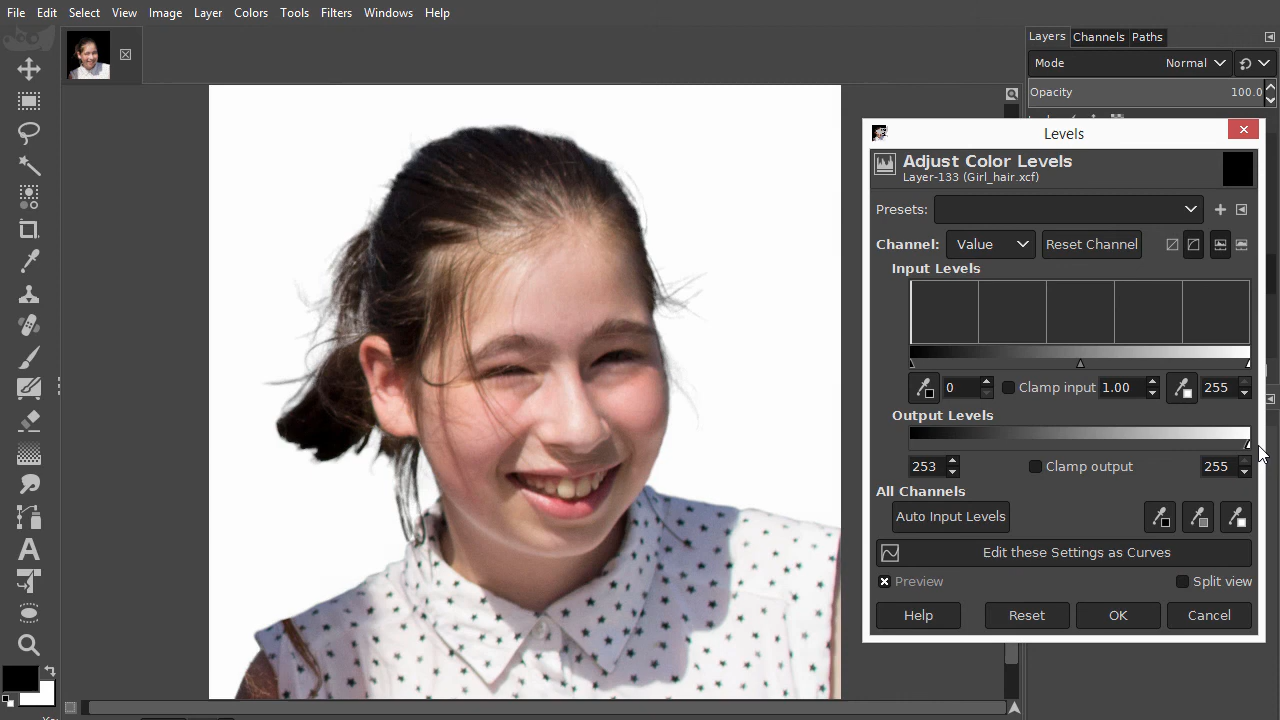 File Edit Select View Image Layer Colors Tools Filters Windows Help
Layers Channels Paths
Mode Normal
Opacity 100.0
Levels
Adjust Color Levels
Layer-133 (Girl_hair.xcf)
Presets:
Channel: Value Reset Channel
Input Levels
0 Clamp input 1.00 255
Output Levels
253 Clamp output 255
All Channels
Auto Input Levels
Edit these Settings as Curves
Preview Split view
Help Reset OK Cancel